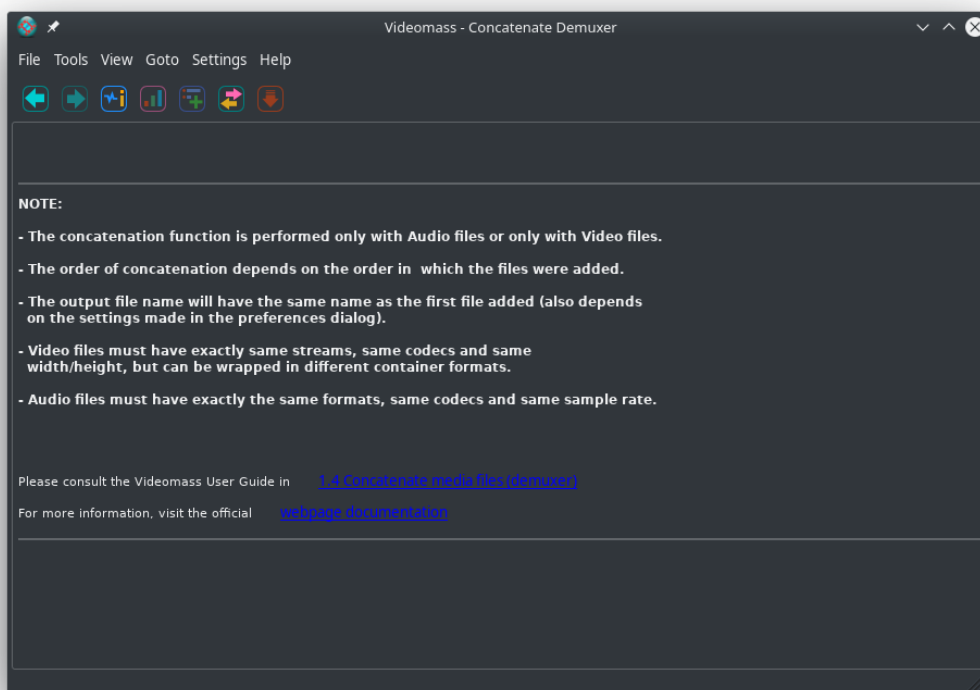 Videomass - Concatenate Demuxer
File Tools View Goto Settings Help
NOTE:
- The concatenation function is performed only with Audio files or only with Video files.
- The order of concatenation depends on the order in  which the files were added.
- The output file name will have the same name as the first file added (also depends
on the settings made in the preferences dialog).
- Video files must have exactly same streams, same codecs and same
width/height, but can be wrapped in different container formats.
- Audio files must have exactly the same formats, same codecs and same sample rate.
Please consult the Videomass User Guide in 1.4 Concatenate media files (demuxer)
For more information, visit the official webpage documentation